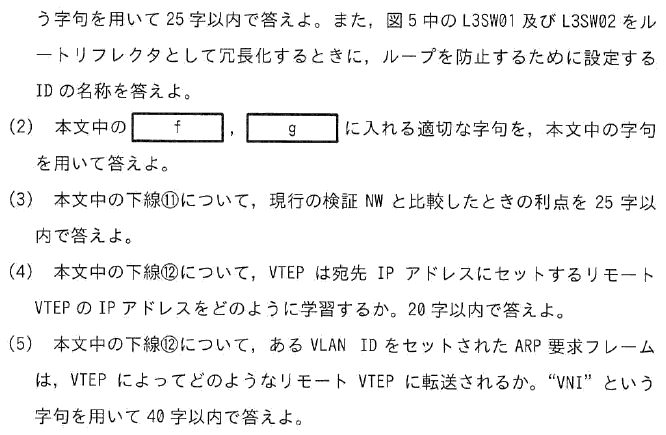 う字句を用いて 25 字以内で答えよ。また，図 5 中の L3SW01 及び L3SW02 をル
ートリフレクタとして冗長化するときに，ループを防止するために設定する
ID の名称を答えよ。
(2) 本文中の f ， g に入れる適切な字句を，本文中の字句
を用いて答えよ。
(3) 本文中の下線⑪について，現行の検証 NW と比較したときの利点を 25 字以
内で答えよ。
(4) 本文中の下線⑫について，VTEP は宛先 IP アドレスにセットするリモート
VTEP の IP アドレスをどのように学習するか。20 字以内で答えよ。
(5) 本文中の下線⑫について，ある VLAN ID をセットされた ARP 要求フレーム
は，VTEP によってどのようなリモート VTEP に転送されるか。“VNI” という
字句を用いて 40 字以内で答えよ。